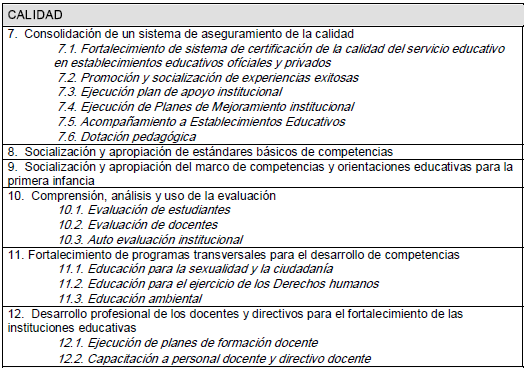 CALIDAD
7. Consolidación de un sistema de aseguramiento de la calidad
7.1. Fortalecimiento de sistema de certificación de la calidad del servicio educativo
en establecimientos educativos oficiales y privados
7.2. Promoción y socialización de experiencias exitosas
7.3. Ejecución plan de apoyo institucional
7.4. Ejecución de Planes de Mejoramiento institucional
7.5. Acompañamiento a Establecimientos Educativos
7.6. Dotación pedagógica
8. Socialización y apropiación de estándares básicos de competencias
9. Socialización y apropiación del marco de competencias y orientaciones educativas para la
primera infancia
10. Comprensión, análisis y uso de la evaluación
10.1. Evaluación de estudiantes
10.2. Evaluación de docentes
10.3. Auto evaluación institucional
11. Fortalecimiento de programas transversales para el desarrollo de competencias
11.1. Educación para la sexualidad y la ciudadanía
11.2. Educación para el ejercicio de los Derechos humanos
11.3. Educación ambiental
12. Desarrollo profesional de los docentes y directivos para el fortalecimiento de las
instituciones educativas
12.1. Ejecución de planes de formación docente
12.2. Capacitación a personal docente y directivo docente